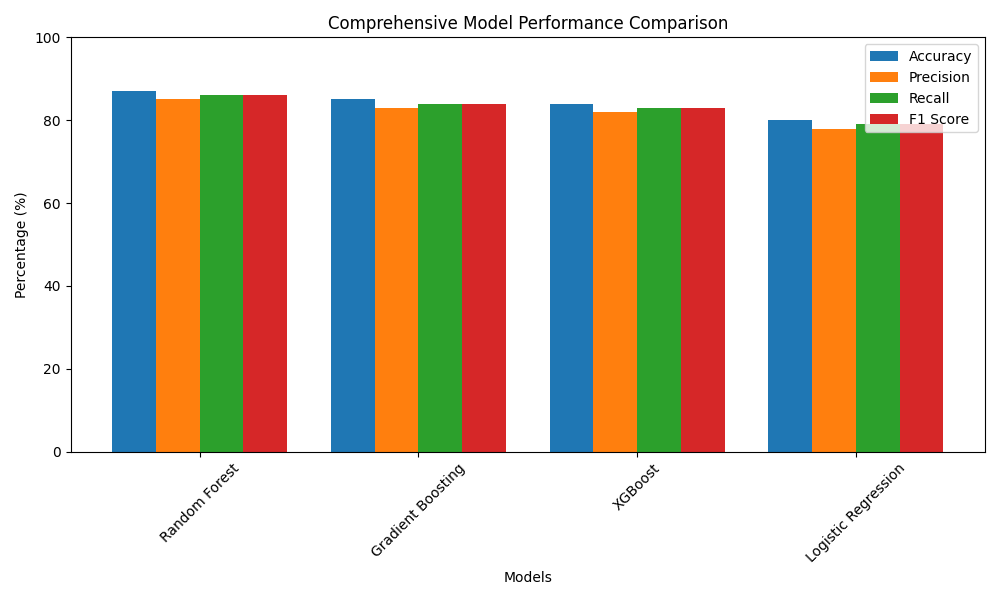 Comprehensive Model Performance Comparison
100
80
60
40
20
0
Percentage (%)
Accuracy
Precision
Recall
F1 Score
Random Forest
Gradient Boosting
XGBoost
Logistic Regression
Models